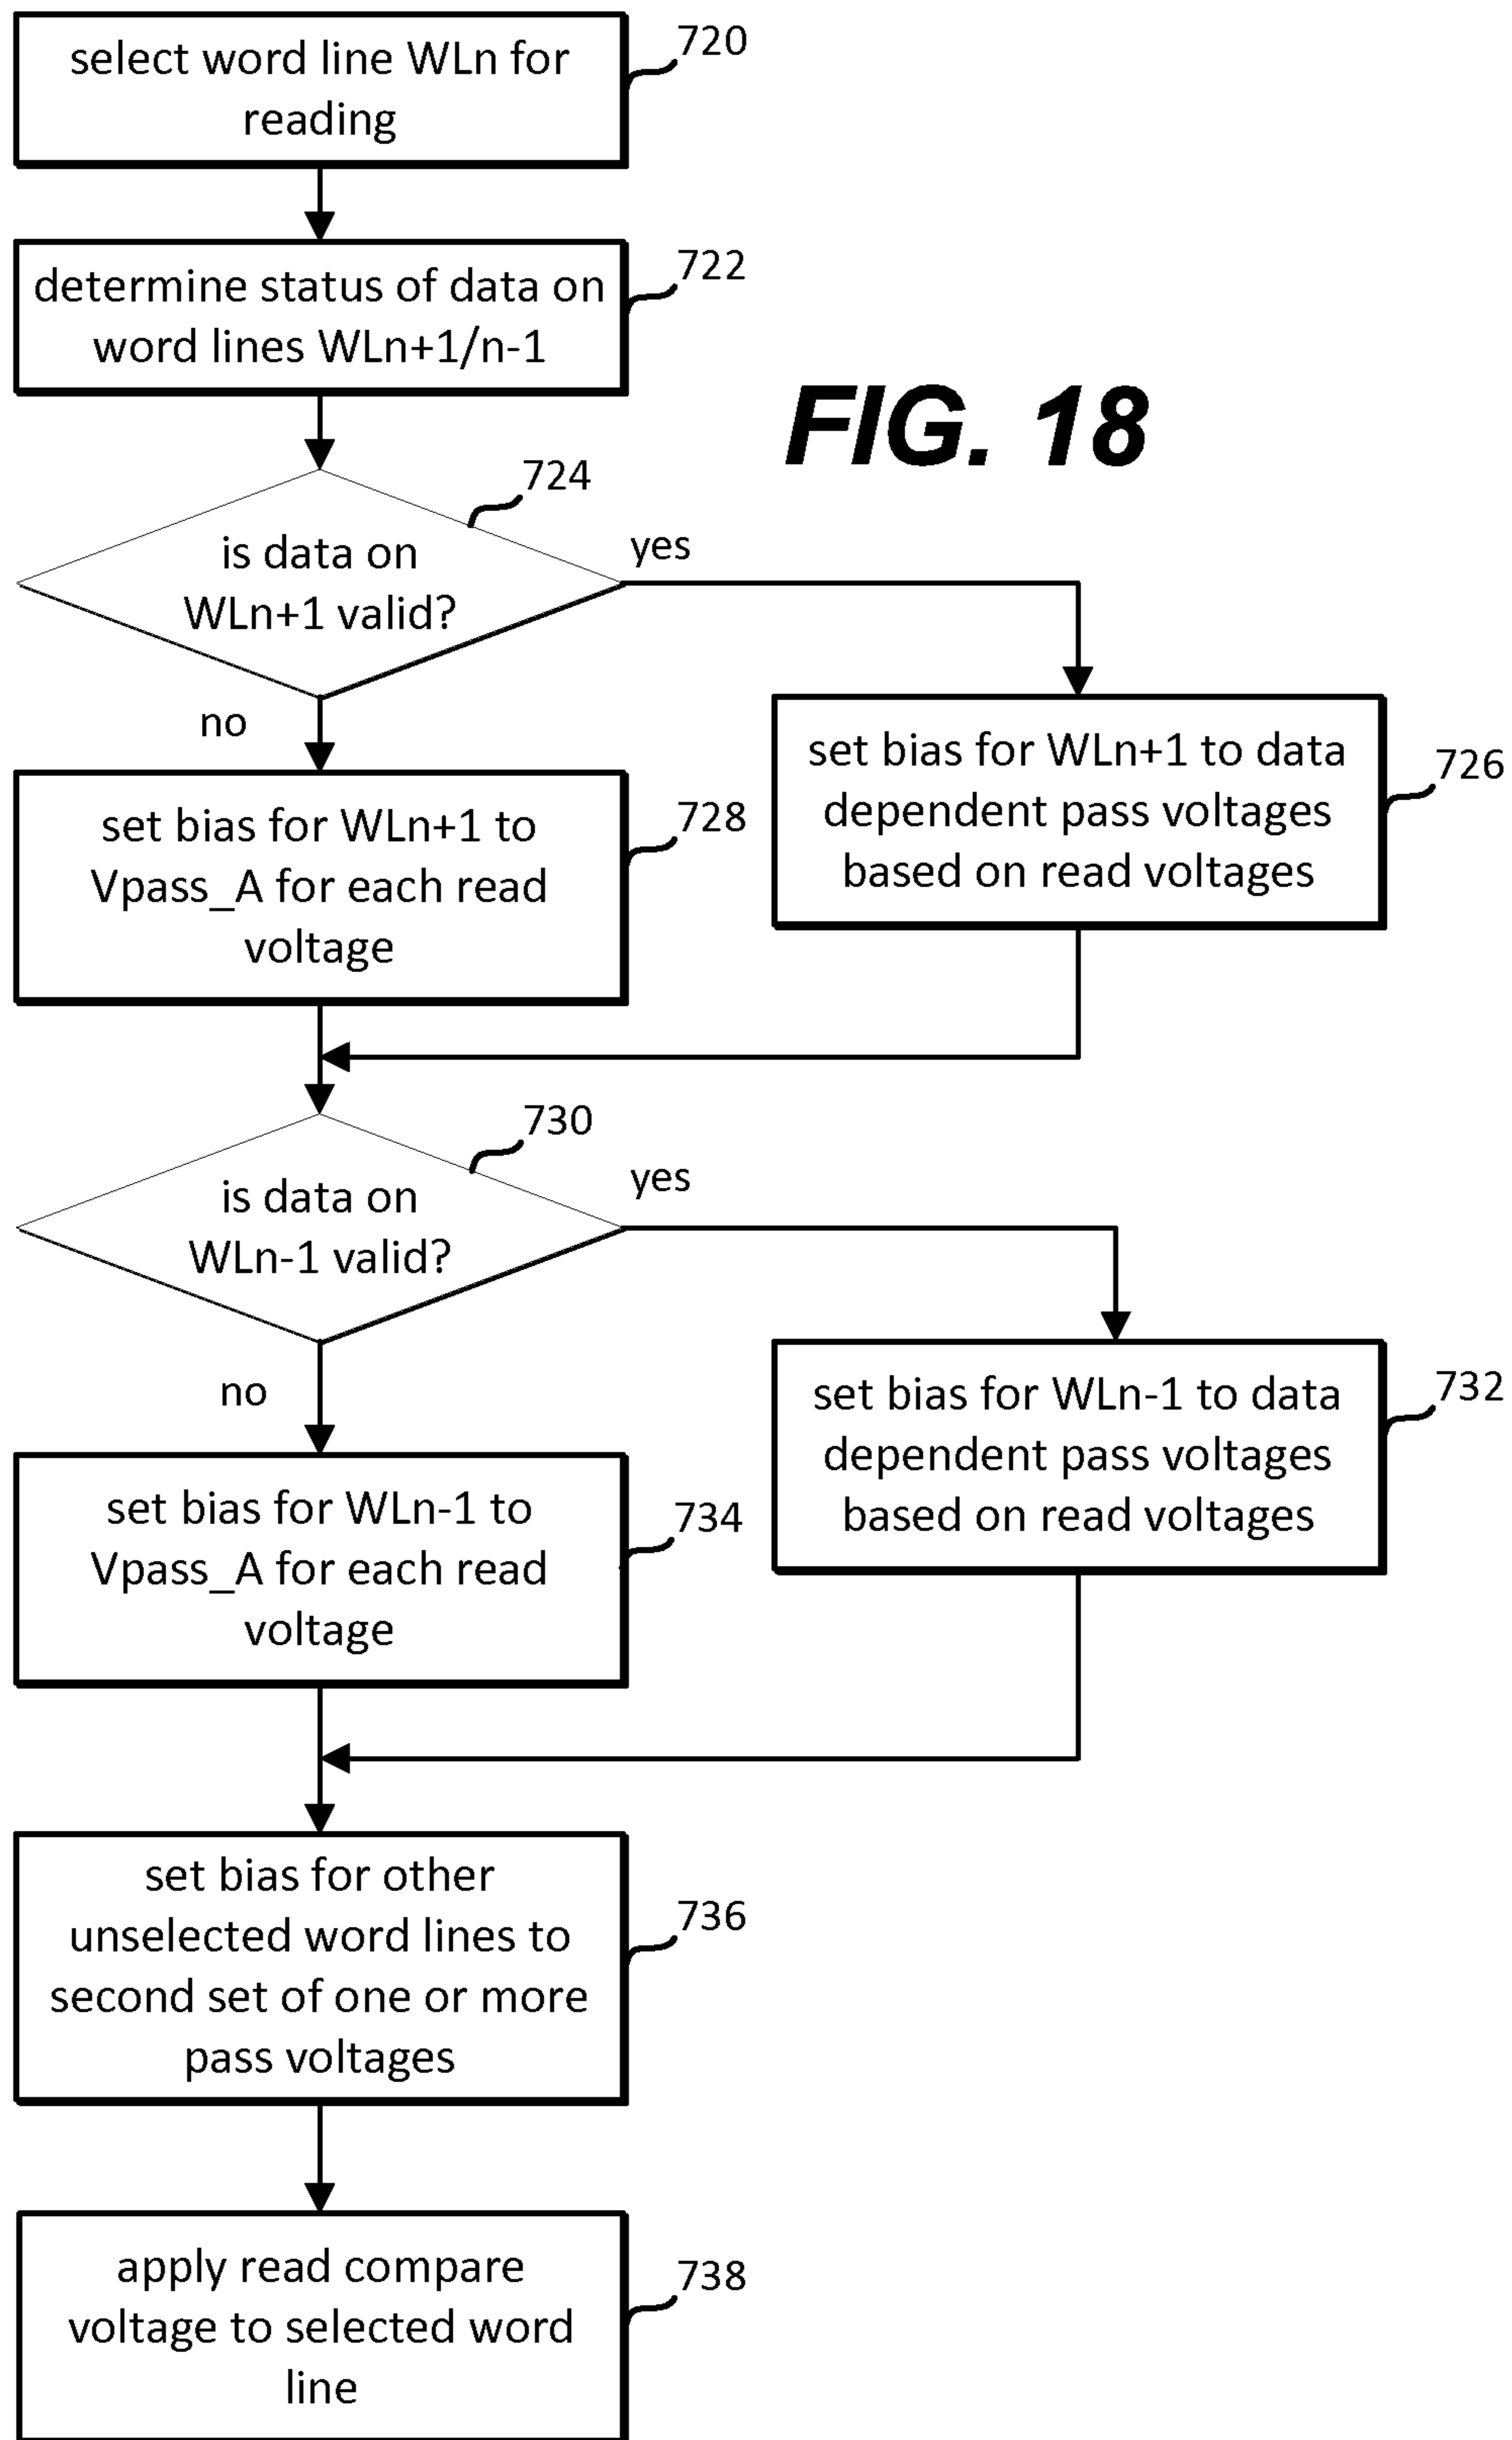 select word line WLn for
reading
720
determine status of data on
word lines WLn+1/n-1
722
FIG. 18
724
is data on
WLn+1 valid?
yes
no
set bias for WLn+1 to data
dependent pass voltages
based on read voltages
726
set bias for WLn+1 to
Vpass_A for each read
voltage
728
730
is data on
WLn-1 valid?
yes
no
set bias for WLn-1 to data
dependent pass voltages
based on read voltages
732
set bias for WLn-1 to
Vpass_A for each read
voltage
734
set bias for other
unselected word lines to
second set of one or more
pass voltages
736
apply read compare
voltage to selected word
line
738